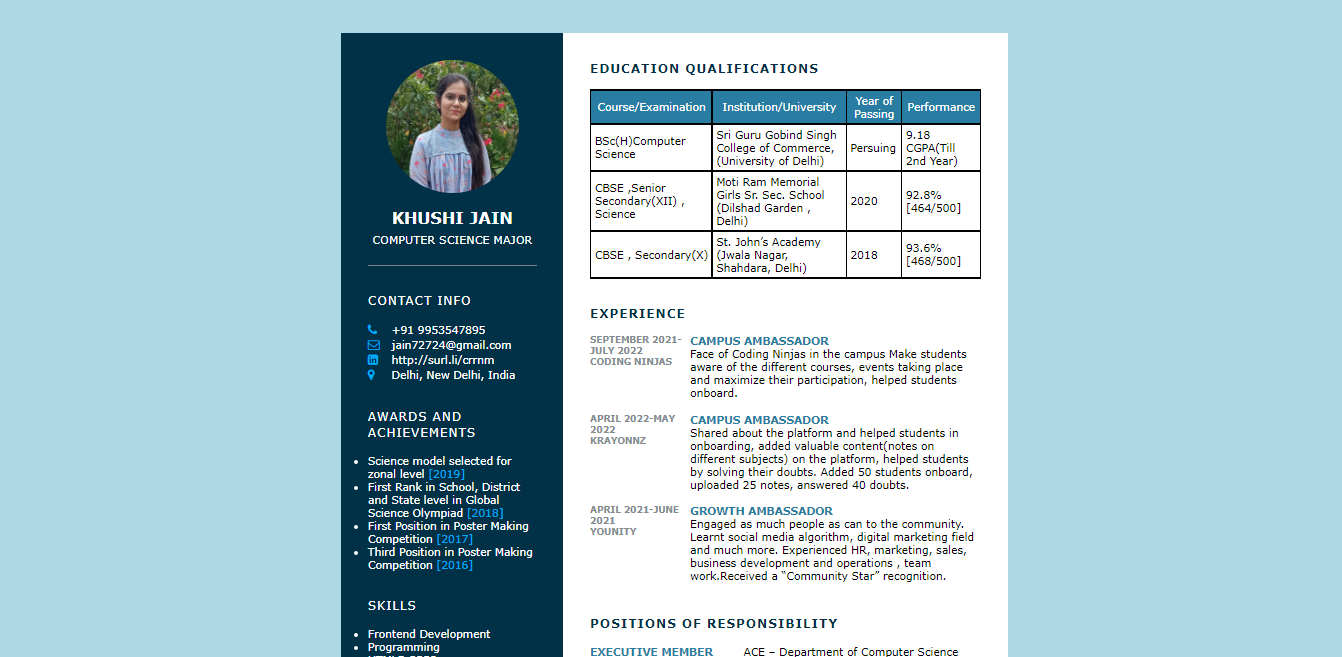 KHUSHI JAIN
COMPUTER SCIENCE MAJOR
CONTACT INFO
+91 9953547895
jain72724@gmail.com
http://surl.li/crrnm
Delhi, New Delhi, India
AWARDS AND
ACHIEVEMENTS
Science model selected for
zonal level [2019]
First Rank in School, District
and State level in Global
Science Olympiad [2018]
First Position in Poster Making
Competition [2017]
Third Position in Poster Making
Competition [2016]
SKILLS
Frontend Development
Programming
EDUCATION QUALIFICATIONS
Course/Examination Institution/University Year of
Passing Performance
BSc(H)Computer
Science
Sri Guru Gobind Singh
College of Commerce,
(University of Delhi)
Persuing
9.18
CGPA(Till
2nd Year)
CBSE ,Senior
Secondary(XII) ,
Science
Moti Ram Memorial
Girls Sr. Sec. School
(Dilshad Garden ,
Delhi)
2020
92.8%
[464/500]
CBSE , Secondary(X)
St. John’s Academy
(Jwala Nagar,
Shahdara, Delhi)
2018
93.6%
[468/500]
EXPERIENCE
SEPTEMBER 2021-
JULY 2022
CODING NINJAS
CAMPUS AMBASSADOR
Face of Coding Ninjas in the campus Make students
aware of the different courses, events taking place
and maximize their participation, helped students
onboard.
APRIL 2022-MAY
2022
KRAYONNZ
CAMPUS AMBASSADOR
Shared about the platform and helped students in
onboarding, added valuable content(notes on
different subjects) on the platform, helped students
by solving their doubts. Added 50 students onboard,
uploaded 25 notes, answered 40 doubts.
APRIL 2021-JUNE
2021
YOUNITY
GROWTH AMBASSADOR
Engaged as much people as can to the community.
Learnt social media algorithm, digital marketing field
and much more. Experienced HR, marketing, sales,
business development and operations , team
work.Received a “Community Star” recognition.
POSITIONS OF RESPONSIBILITY
EXECUTIVE MEMBER ACE – Department of Computer Science